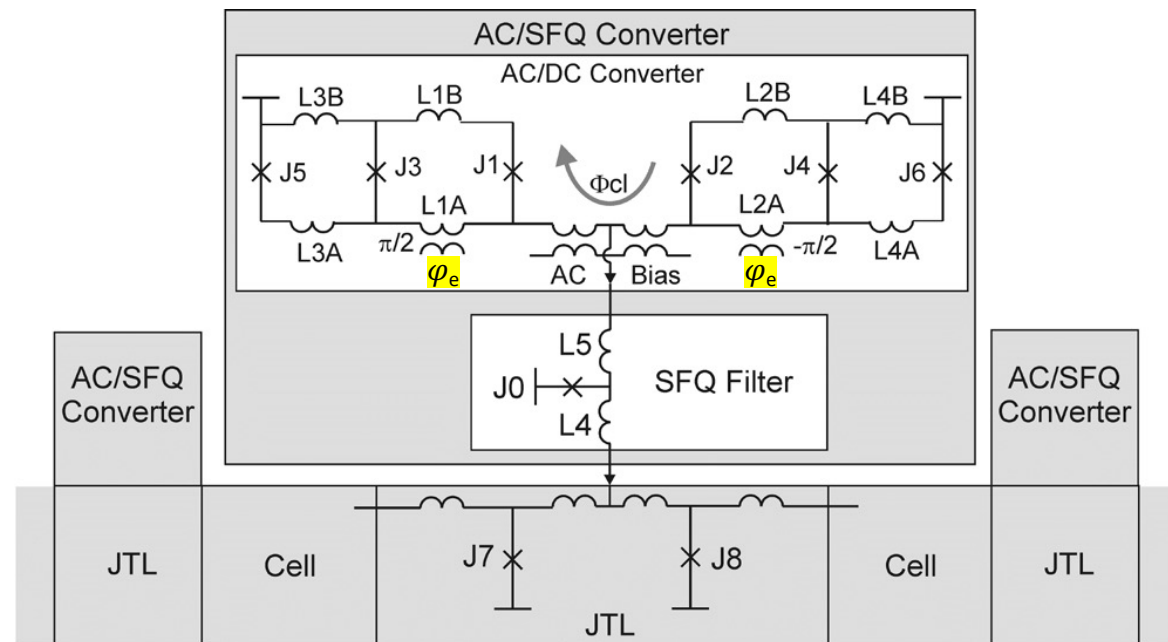 AC/SFQ Converter
AC/DC Converter
L3B
L1B
L2B
L4B
J5
J3
J1
Φcl
J2
J4
J6
L1A
L2A
L3A
π/2
-π/2
L4A
φe
AC
Bias
φe
L5
J0
SFQ Filter
L4
AC/SFQ
Converter
AC/SFQ
Converter
JTL
Cell
J7
J8
Cell
JTL
JTL